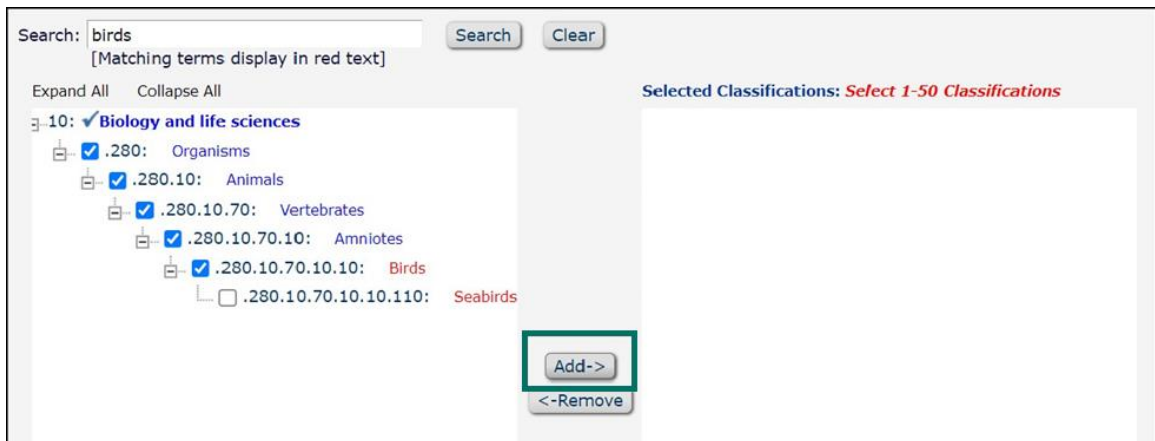 Search: birds Search Clear
[Matching terms display in red text]
Expand All Collapse All
Selected Classifications: Select 1-50 Classifications
10: Biology and life sciences
.280: Organisms
.280.10: Animals
.280.10.70: Vertebrates
.280.10.70.10: Amniotes
.280.10.70.10.10: Birds
.280.10.70.10.10.110: Seabirds
Add->
<-Remove